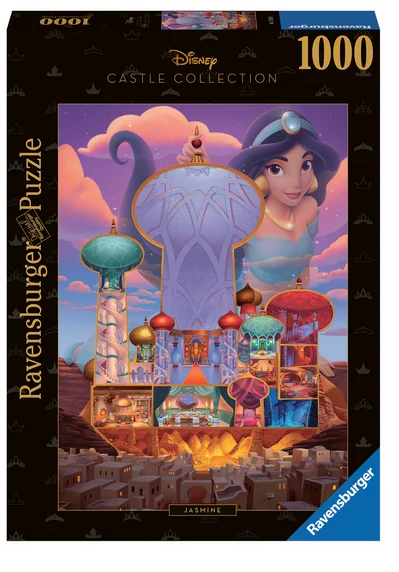 1000
Disney
CASTLE COLLECTION
1000
Ravensburger Puzzle
JASMINE
Ravensburger